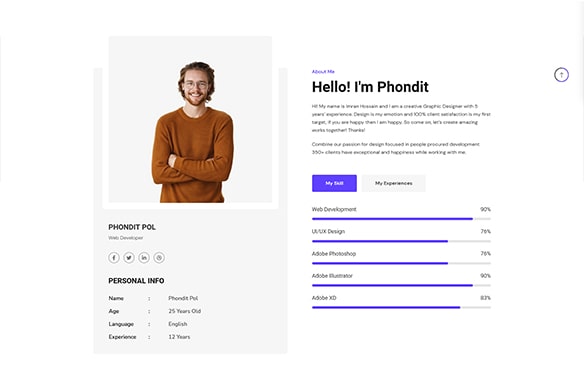 About Me
Hello! I'm Phondit
Hi! My name is Imran Hossain and I am a creative Graphic Designer with 5
years' experience. Design is my emotion and 100% client satisfaction is my first
target, if you are happy then I am happy. So come on, let's create amazing
works together! Thanks!
Combine our passion for design focused in people procured development
350+ clients have exceptional and happiness while working with me.
My Skill
My Experiences
Web Development 90%
UI/UX Design 76%
Adobe Photoshop 76%
Adobe Illustrator 90%
Adobe XD 83%
PHONDIT POL
Web Developer
PERSONAL INFO
Name : Phondit Pol
Age : 25 Years Old
Language : English
Experience : 12 Years